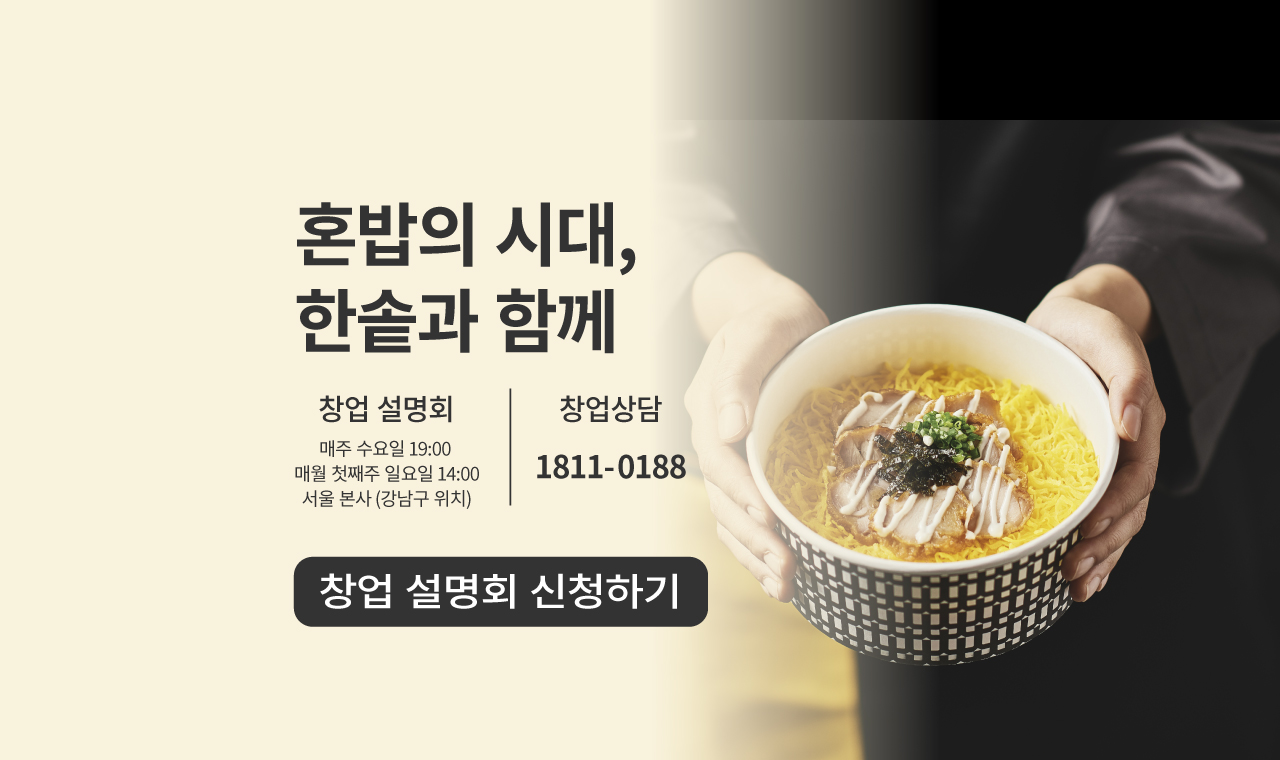 혼밥의 시대,
한솥과 함께
창업 설명회
매주 수요일 19:00
매월 첫째주 일요일 14:00
서울 본사 (강남구 위치)
창업상담
1811-0188
창업 설명회 신청하기